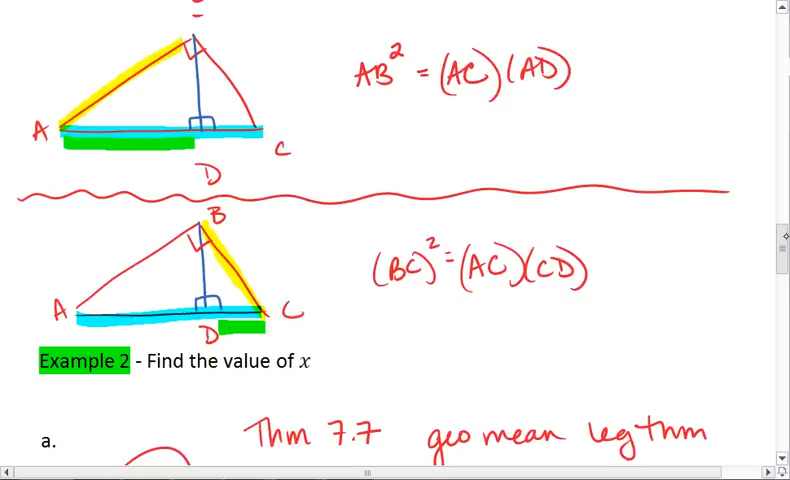 AB² = (AC)(AD)
A
C
D
B
(BC)² = (AC)(CD)
A
C
D
Example 2 - Find the value of x
Thm 7.7 geo mean leg thm
a.